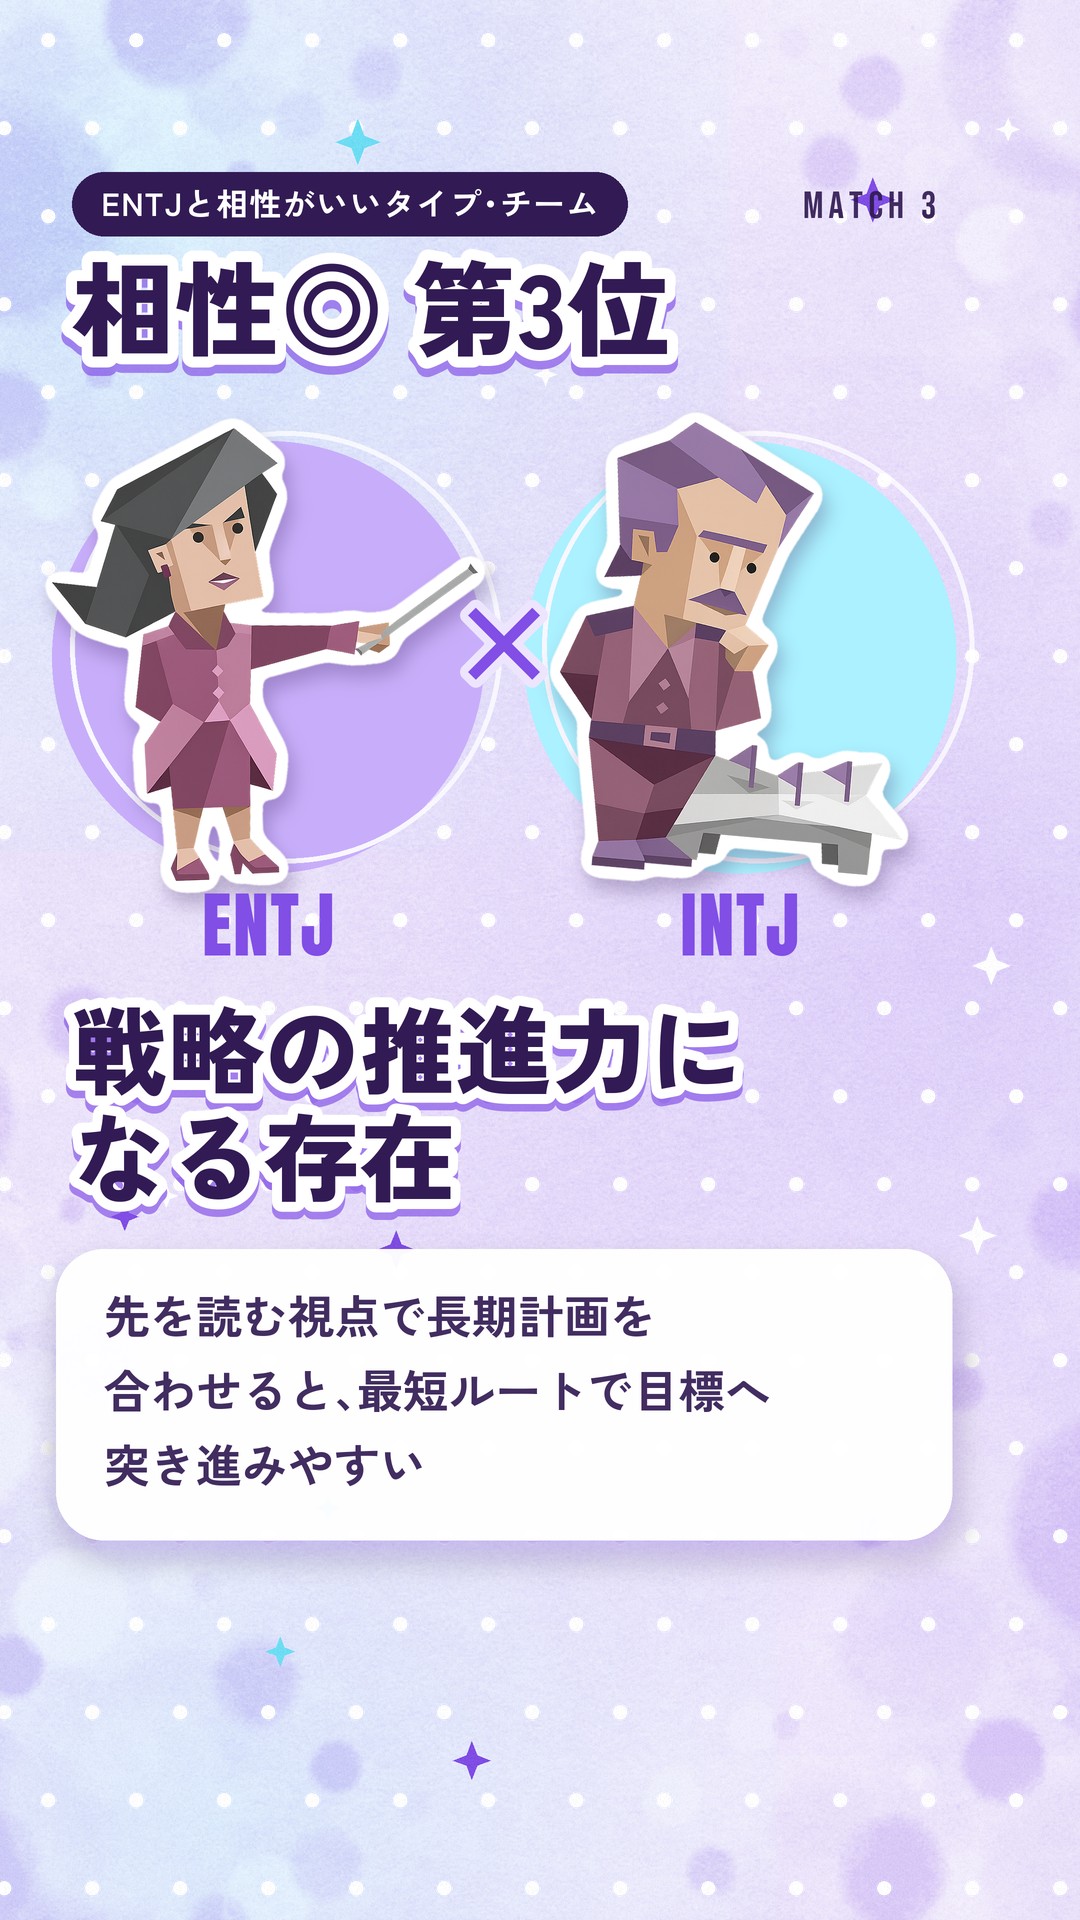 ENTJと相性がいいタイプ・チーム
MATCH 3
相性◎ 第3位
ENTJ
×
INTJ
戦略の推進力に
なる存在
先を読む視点で長期計画を
合わせると、最短ルートで目標へ
突き進みやすい